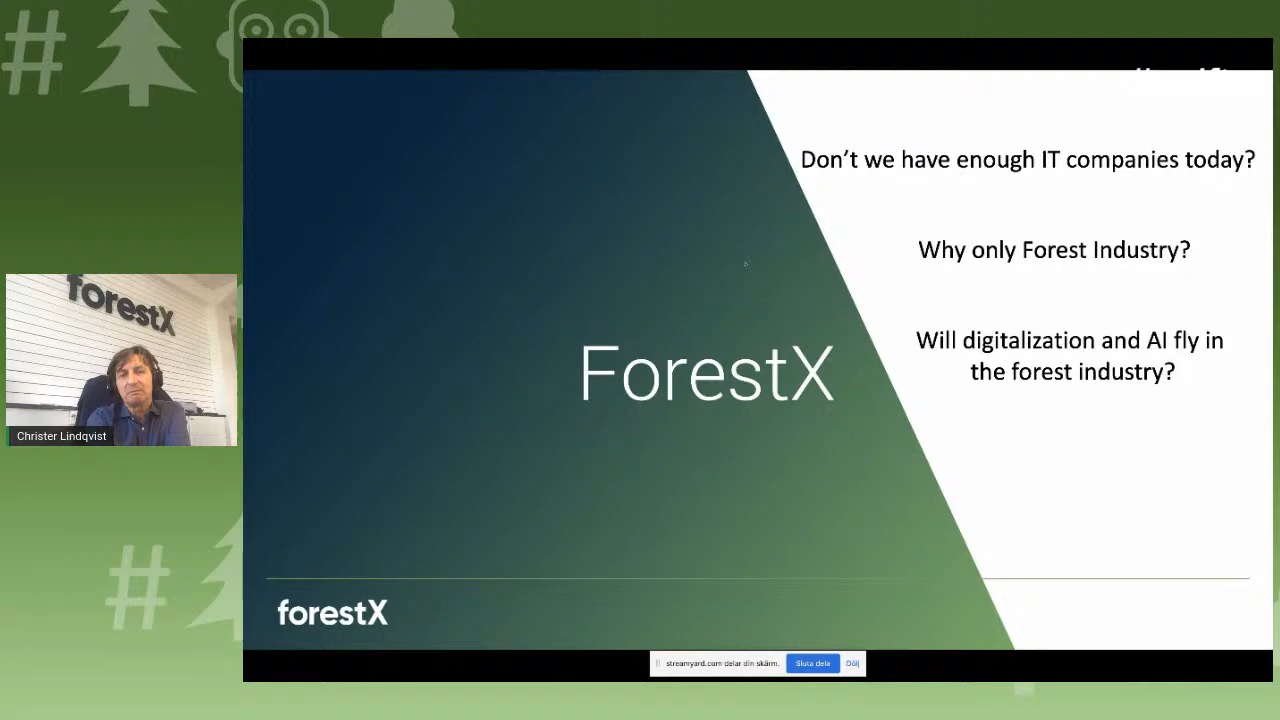 Don't we have enough IT companies today?
Why only Forest Industry?
Will digitalization and AI fly in
the forest industry?
forestX
ForestX
Christer Lindqvist
forestX
streamyard.com delar din skärm.
Sluta dela
Dölj